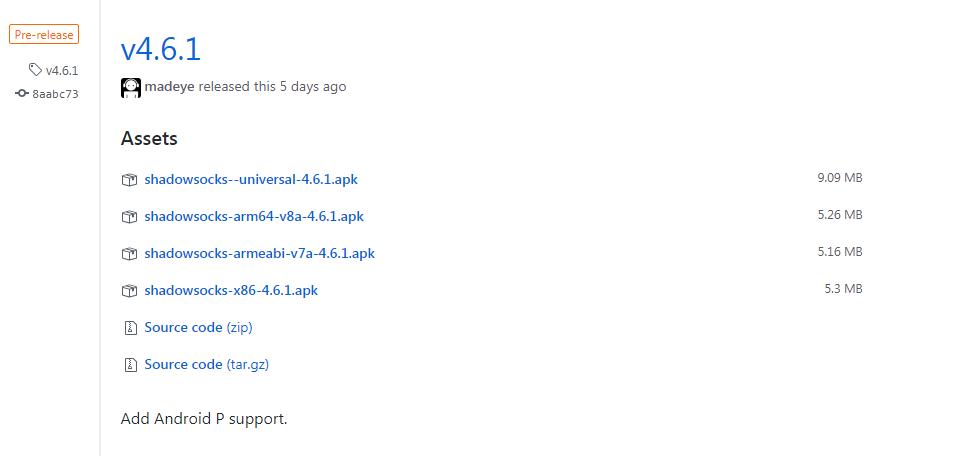 Pre-release
v4.6.1
8aabc73
v4.6.1
madeye released this 5 days ago
Assets
shadowsocks--universal-4.6.1.apk 9.09 MB
shadowsocks-arm64-v8a-4.6.1.apk 5.26 MB
shadowsocks-armeabi-v7a-4.6.1.apk 5.16 MB
shadowsocks-x86-4.6.1.apk 5.3 MB
Source code (zip)
Source code (tar.gz)
Add Android P support.